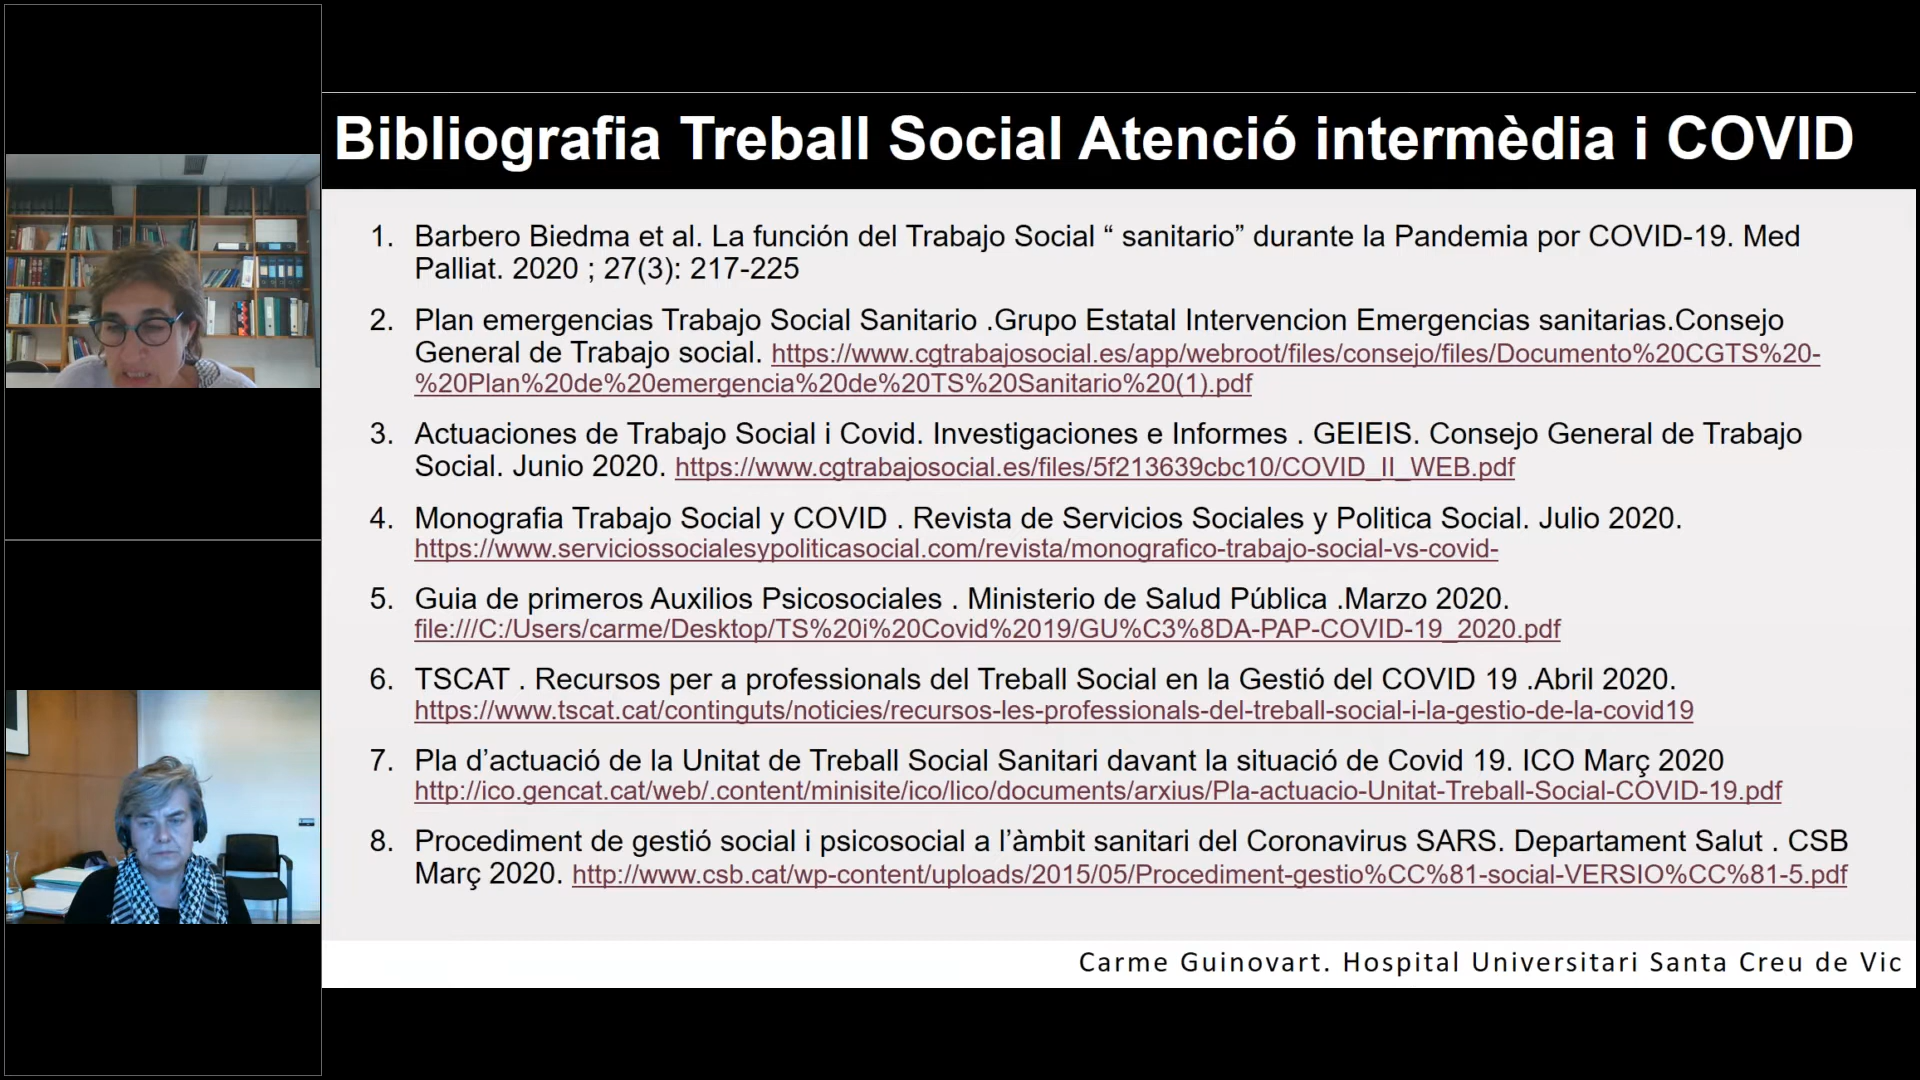 Bibliografia Treball Social Atenció intermèdia i COVID
1. Barbero Biedma et al. La función del Trabajo Social “ sanitario” durante la Pandemia por COVID-19. Med
Palliat. 2020 ; 27(3): 217-225
2. Plan emergencias Trabajo Social Sanitario .Grupo Estatal Intervencion Emergencias sanitarias.Consejo
General de Trabajo social. https://www.cgtrabajosocial.es/app/webroot/files/consejo/files/Documento%20CGTS%20-
%20Plan%20de%20emergencia%20de%20TS%20Sanitario%20(1).pdf
3. Actuaciones de Trabajo Social i Covid. Investigaciones e Informes . GEIEIS. Consejo General de Trabajo
Social. Junio 2020. https://www.cgtrabajosocial.es/files/5f213639cbc10/COVID_II_WEB.pdf
4. Monografia Trabajo Social y COVID . Revista de Servicios Sociales y Politica Social. Julio 2020.
https://www.serviciossocialesypoliticasocial.com/revista/monografico-trabajo-social-vs-covid-
5. Guia de primeros Auxilios Psicosociales . Ministerio de Salud Pública .Marzo 2020.
file:///C:/Users/carme/Desktop/TS%20i%20Covid%2019/GU%C3%8DA-PAP-COVID-19_2020.pdf
6. TSCAT . Recursos per a professionals del Treball Social en la Gestió del COVID 19 .Abril 2020.
https://www.tscat.cat/continguts/noticies/recursos-les-professionals-del-treball-social-i-la-gestio-de-la-covid19
7. Pla d’actuació de la Unitat de Treball Social Sanitari davant la situació de Covid 19. ICO Març 2020
http://ico.gencat.cat/web/.content/minisite/ico/lico/documents/arxius/Pla-actuacio-Unitat-Treball-Social-COVID-19.pdf
8. Procediment de gestió social i psicosocial a l’àmbit sanitari del Coronavirus SARS. Departament Salut . CSB
Març 2020. http://www.csb.cat/wp-content/uploads/2015/05/Procediment-gestio%CC%81-social-VERSIO%CC%81-5.pdf
Carme Guinovart. Hospital Universitari Santa Creu de Vic